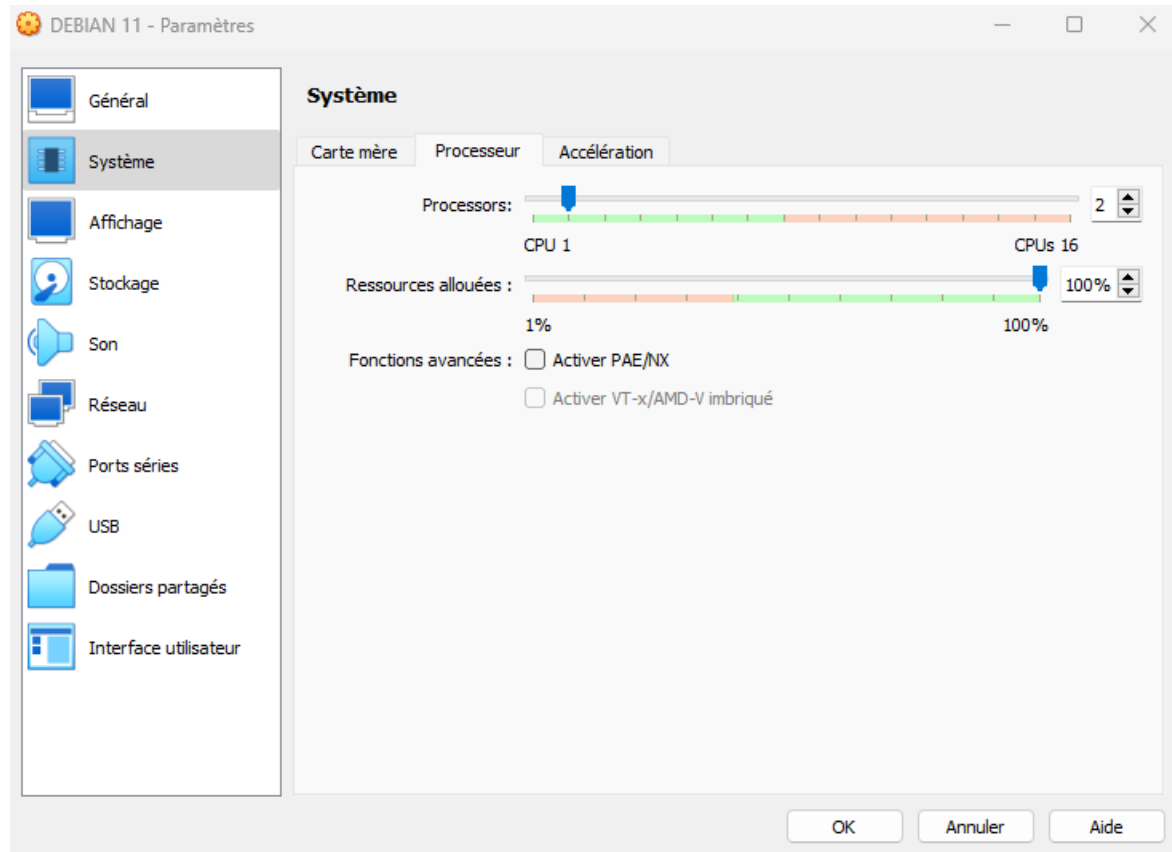 DEBIAN 11 - Paramètres
Général
Système
Affichage
Stockage
Son
Réseau
Ports séries
USB
Dossiers partagés
Interface utilisateur
Système
Carte mère Processeur Accélération
Processors: 2
CPU 1 CPUs 16
Ressources allouées : 100%
1% 100%
Fonctions avancées : Activer PAE/NX
Activer VT-x/AMD-V imbriqué
OK Annuler Aide